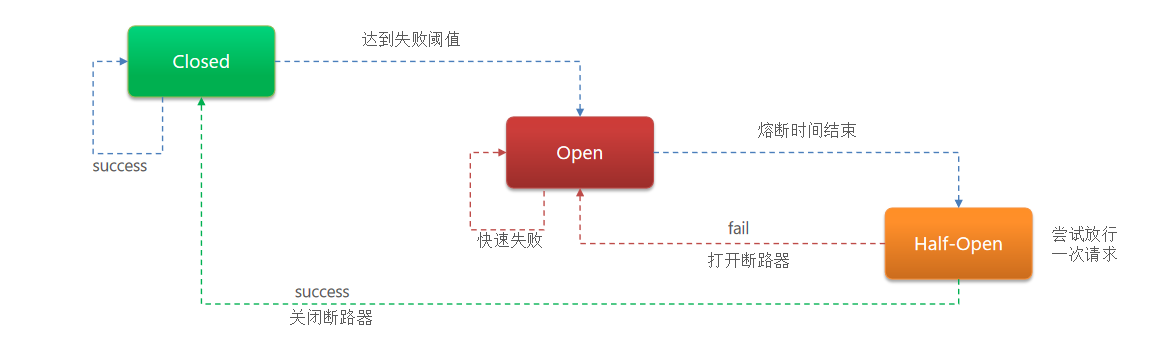 达到失败阈值
Closed
熔断时间结束
Open
success
fail
尝试放行
一次请求
Half-Open
快速失败
打开断路器
success
关闭断路器